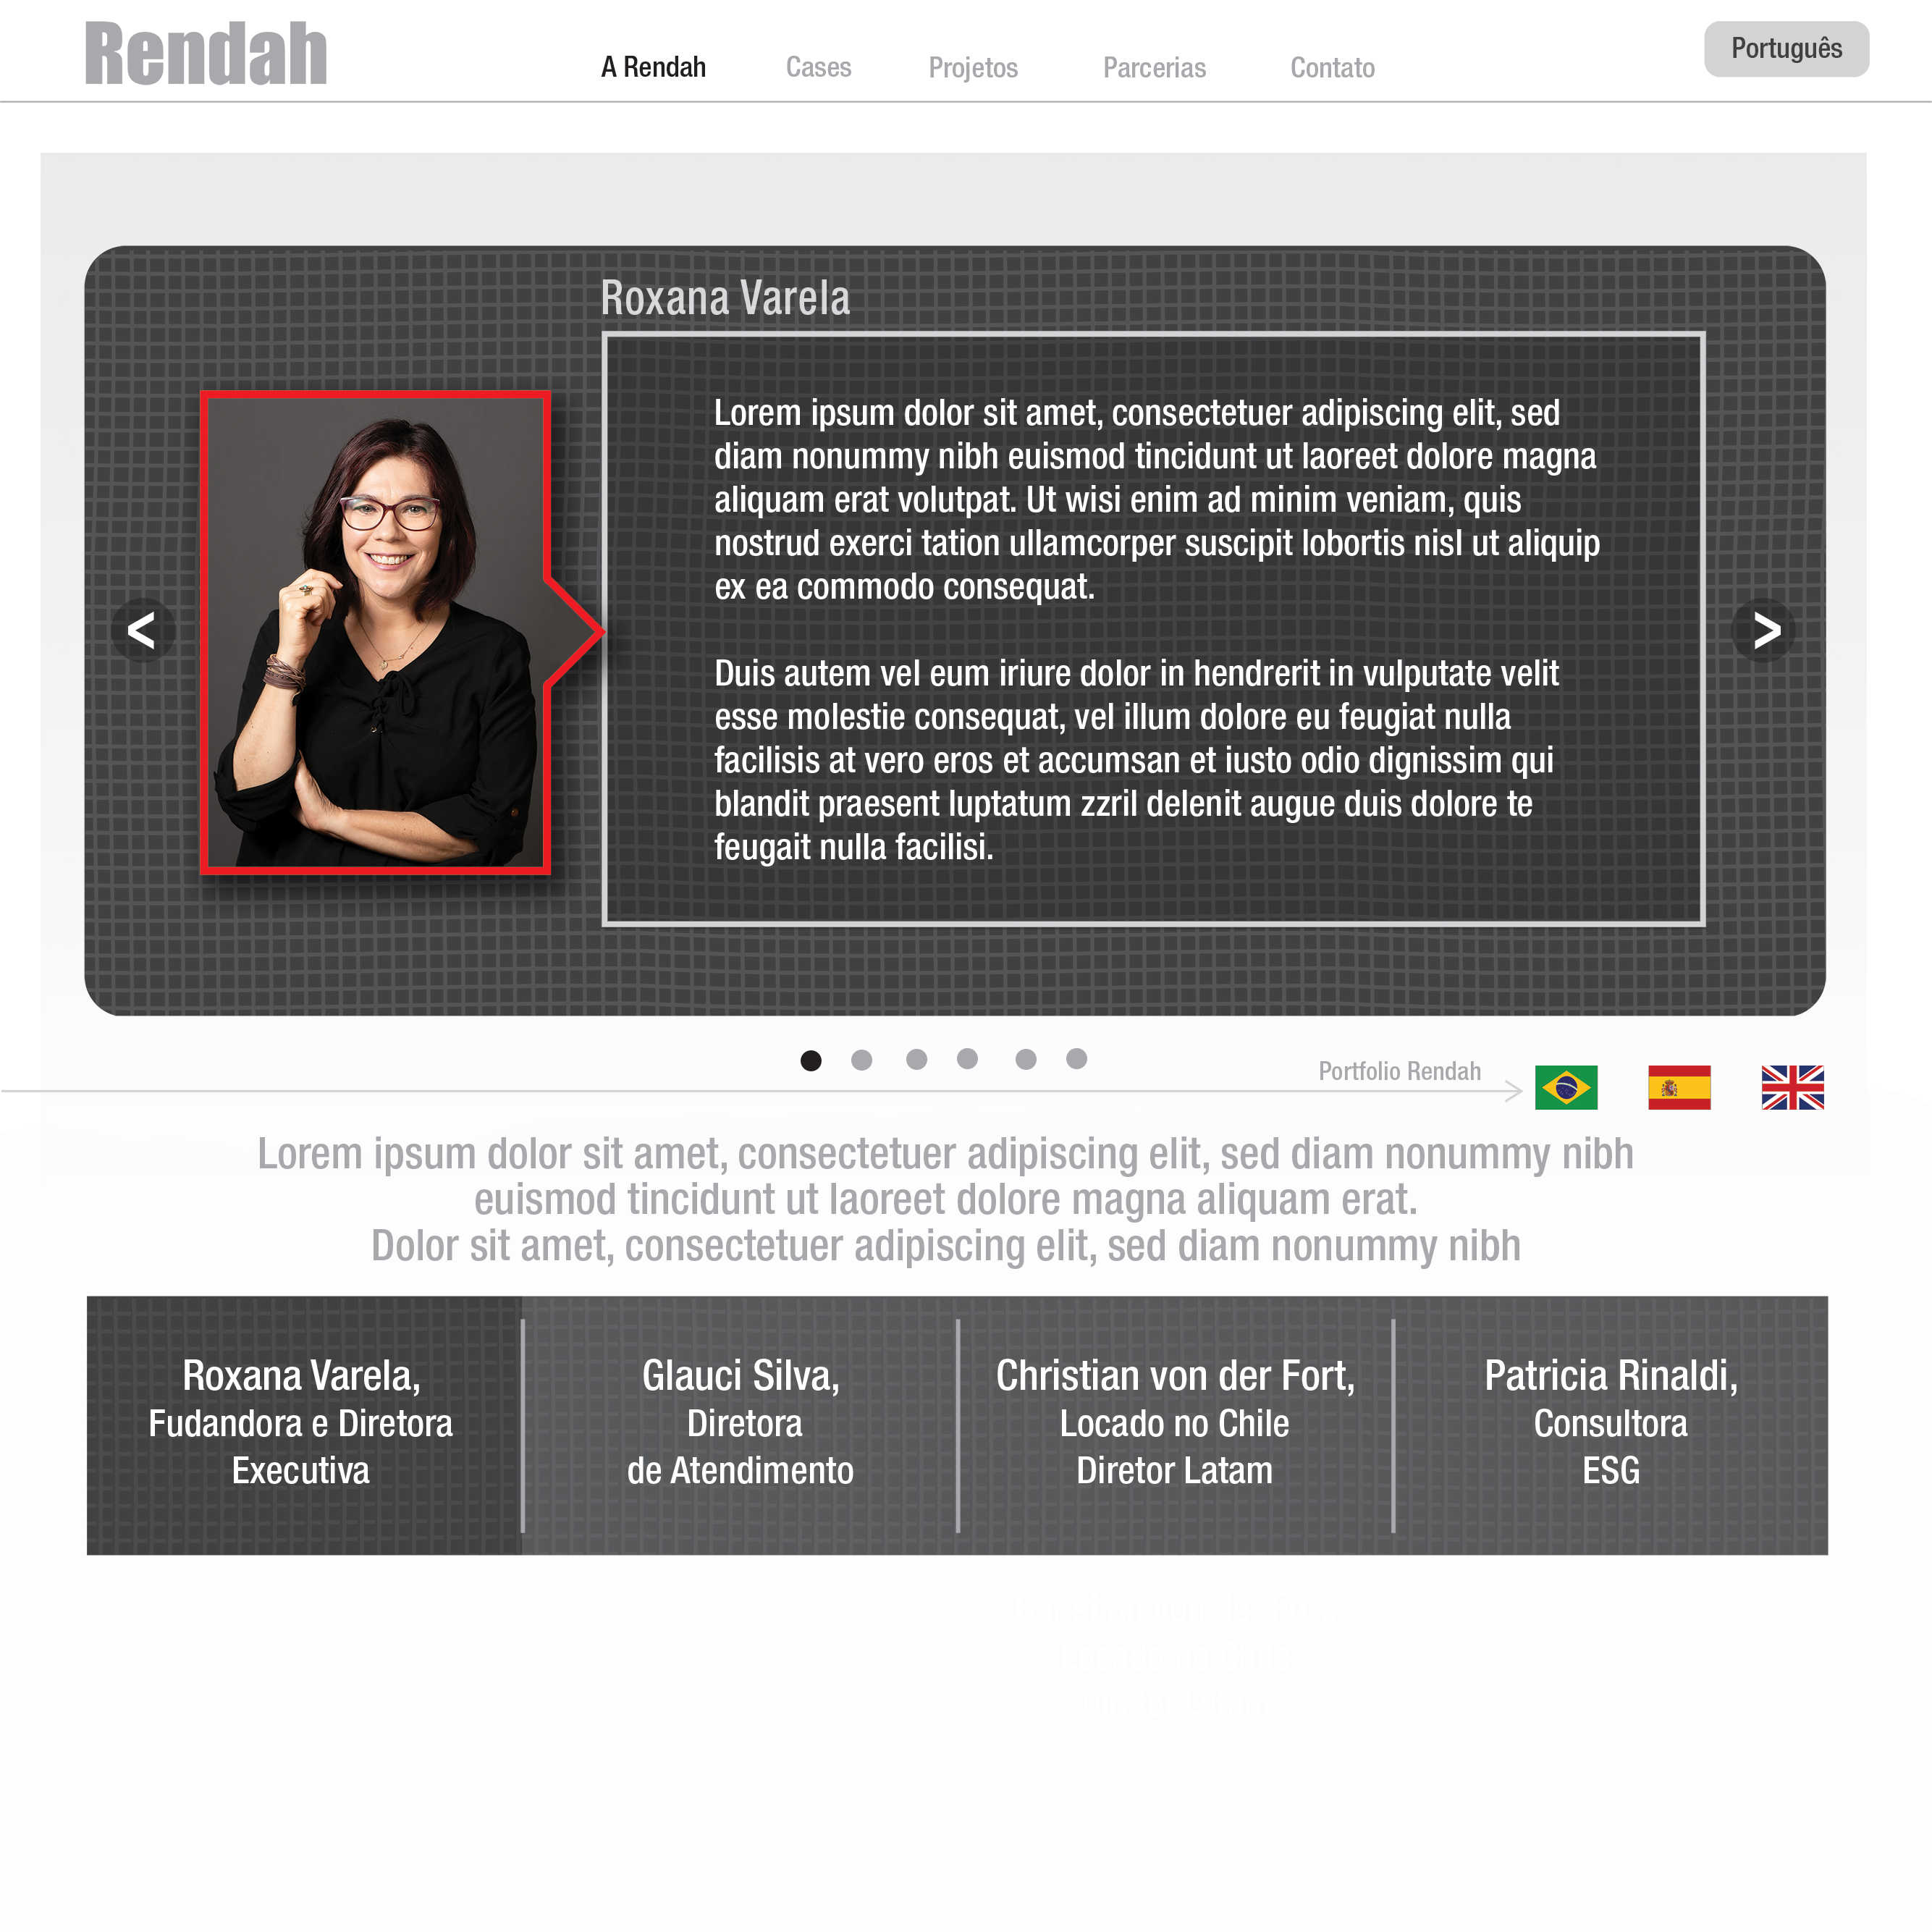 Rendah
A Rendah
Cases
Projetos
Parcerias
Contato
Português
Roxana Varela
Lorem ipsum dolor sit amet, consectetuer adipiscing elit, sed
diam nonummy nibh euismod tincidunt ut laoreet dolore magna
aliquam erat volutpat. Ut wisi enim ad minim veniam, quis
nostrud exerci tation ullamcorper suscipit lobortis nisl ut aliquip
ex ea commodo consequat.
Duis autem vel eum iriure dolor in hendrerit in vulputate velit
esse molestie consequat, vel illum dolore eu feugiat nulla
facilisis at vero eros et accumsan et iusto odio dignissim qui
blandit praesent luptatum zzril delenit augue duis dolore te
feugait nulla facilisi.
<
>
Portfolio Rendah
Lorem ipsum dolor sit amet, consectetuer adipiscing elit, sed diam nonummy nibh
euismod tincidunt ut laoreet dolore magna aliquam erat.
Dolor sit amet, consectetuer adipiscing elit, sed diam nonummy nibh
Roxana Varela,
Fudandora e Diretora
Executiva
Glauci Silva,
Diretora
de Atendimento
Christian von der Fort,
Locado no Chile
Diretor Latam
Patricia Rinaldi,
Consultora
ESG
Christian von der Fort,
Locado no Chile
Diretor Latam